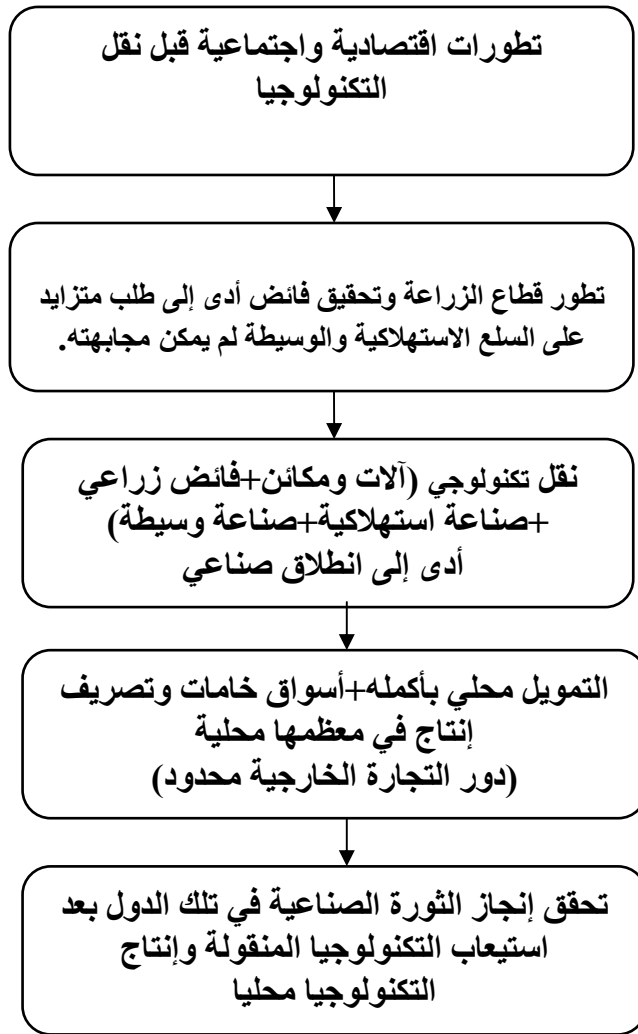 تطورات اقتصادية واجتماعية قبل نقل
التكنولوجيا
تطور قطاع الزراعة وتحقيق فائض أدى إلى طلب متزايد
على السلع الاستهلاكية والوسيطة لم يمكن مجابهته.
نقل تكنولوجي (آلات ومكائن+فائض زراعي
+صناعة استهلاكية+صناعة وسيطة)
أدى إلى انطلاق صناعي
التمويل محلي بأكمله+أسواق خامات وتصريف
إنتاج في معظمها محلية
(دور التجارة الخارجية محدود)
تحقق إنجاز الثورة الصناعية في تلك الدول بعد
استيعاب التكنولوجيا المنقولة وإنتاج
التكنولوجيا محليا